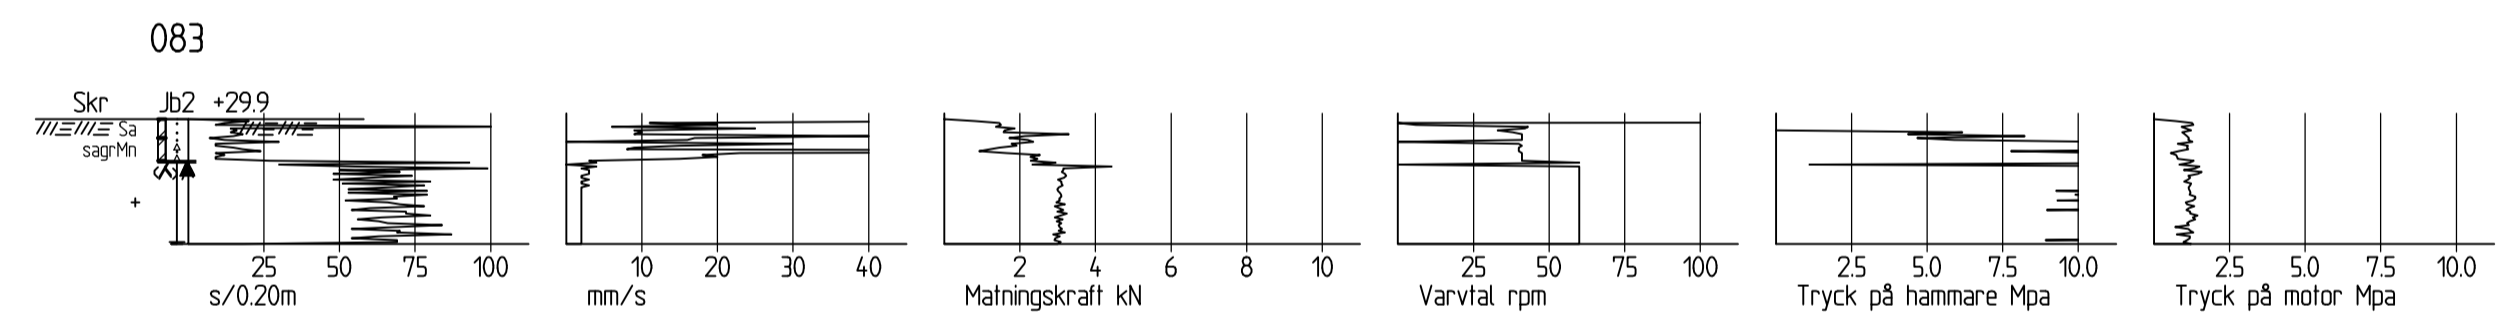 083
Skr Jb2 +29.9
Sa
sagrMn
+
25 50 75 100
s/0.20m
10 20 30 40
mm/s
2 4 6 8 10
Matningskraft kN
25 50 75 100
Varvtal rpm
2.5 5.0 7.5 10.0
Tryck på hammare Mpa
2.5 5.0 7.5 10.0
Tryck på motor Mpa